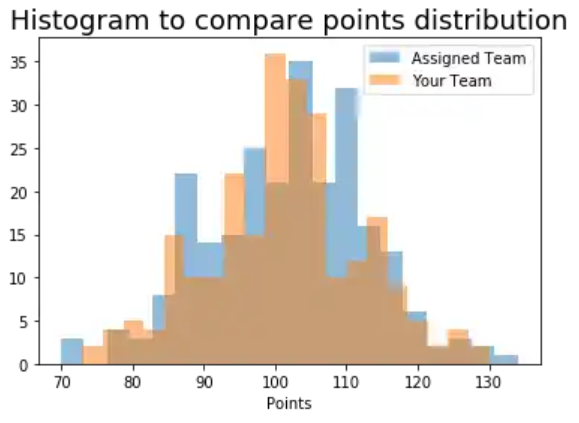 Histogram to compare points distribution
Assigned Team
Your Team
35
30
25
20
15
10
5
0
70 80 90 100 110 120 130
Points